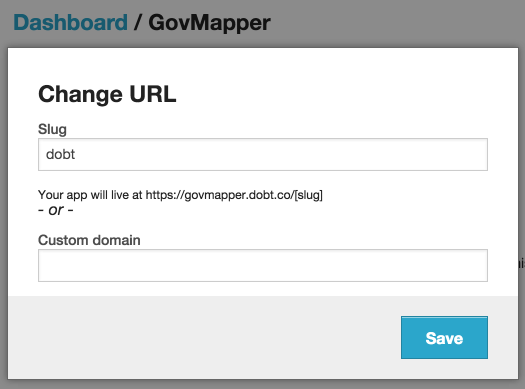 Dashboard / GovMapper
Change URL
Slug
dobt
Your app will live at https://govmapper.dobt.co/[slug]
- or -
Custom domain
Save